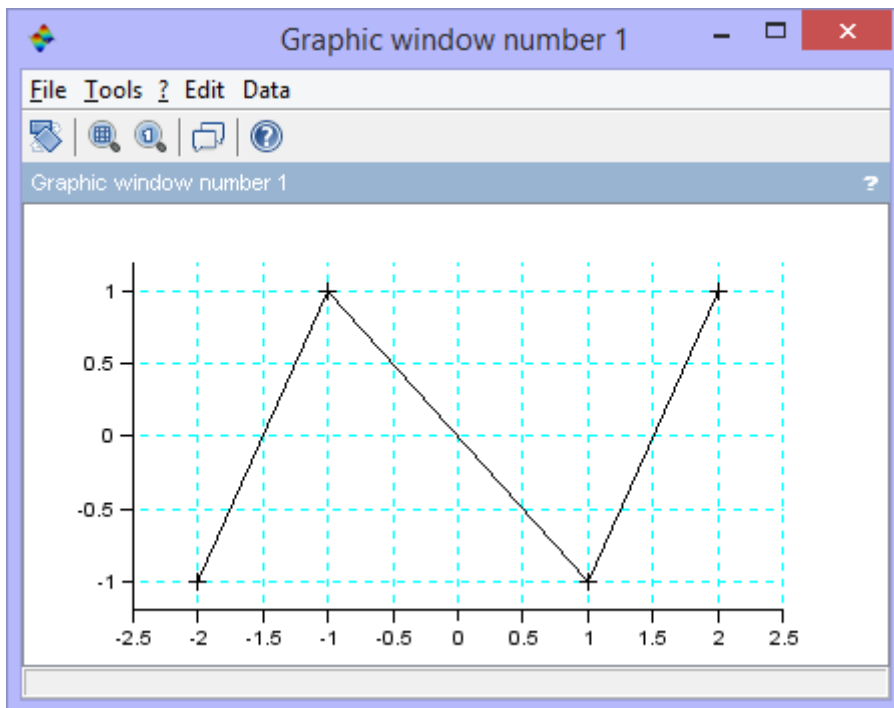 Graphic window number 1
File Tools ? Edit Data
Graphic window number 1 ?
1
0.5
0
-0.5
-1
-2.5 -2 -1.5 -1 -0.5 0 0.5 1 1.5 2 2.5